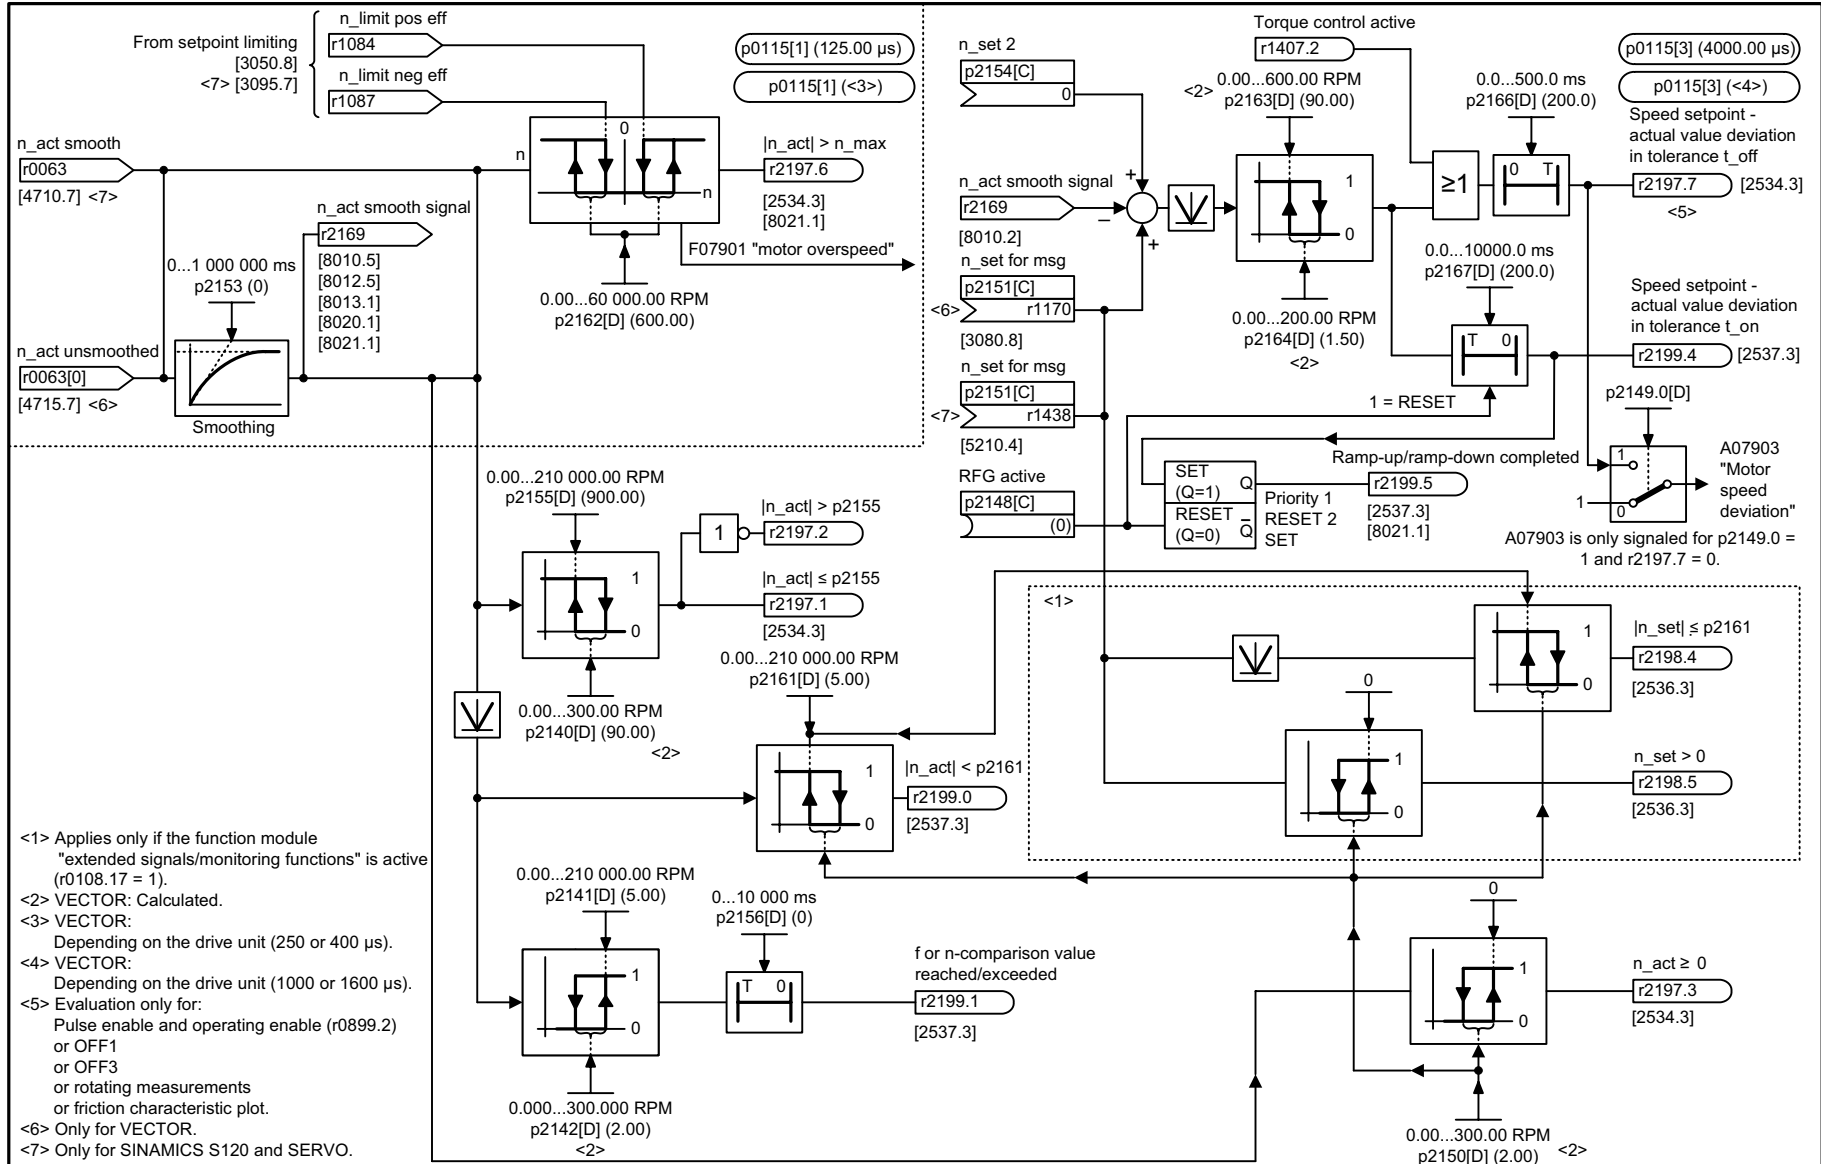 From setpoint limiting
[3050.8]
<7> [3095.7]
n_limit pos eff
r1084
n_limit neg eff
r1087
p0115[1] (125.00 µs)
p0115[1] (<3>)
n_act smooth
r0063
[4710.7] <7>
n
0
n
|n_act| > n_max
r2197.6
[2534.3]
[8021.1]
F07901 "motor overspeed"
0.00...60 000.00 RPM
p2162[D] (600.00)
n_act smooth signal
r2169
[8010.5]
[8012.5]
[8013.1]
[8020.1]
[8021.1]
0...1 000 000 ms
p2153 (0)
n_act unsmoothed
r0063[0]
[4715.7] <6>
Smoothing
n_set 2
p2154[C]
0
n_act smooth signal
r2169
[8010.2]
n_set for msg
<6>
p2151[C]
r1170
[3080.8]
n_set for msg
<7>
p2151[C]
r1438
[5210.4]
RFG active
p2148[C]
(0)
+
–
+
Torque control active
r1407.2
0.00...600.00 RPM
<2> p2163[D] (90.00)
1
0
0.00...200.00 RPM
p2164[D] (1.50)
<2>
≥1
0.0...500.0 ms
p2166[D] (200.0)
0 T
p0115[3] (4000.00 µs)
p0115[3] (<4>)
Speed setpoint -
actual value deviation
in tolerance t_off
r2197.7
[2534.3]
<5>
0.0...10000.0 ms
p2167[D] (200.0)
T 0
Speed setpoint -
actual value deviation
in tolerance t_on
r2199.4
[2537.3]
1 = RESET
SET
(Q=1)
Q
RESET
(Q=0)
Q
Priority 1
RESET 2
SET
Ramp-up/ramp-down completed
r2199.5
[2537.3]
[8021.1]
p2149.0[D]
1
1
0
A07903
"Motor
speed
deviation"
A07903 is only signaled for p2149.0 =
1 and r2197.7 = 0.
0.00...210 000.00 RPM
p2155[D] (900.00)
1
0
0.00...300.00 RPM
p2140[D] (90.00)
<2>
1
|n_act| > p2155
r2197.2
|n_act| ≤ p2155
r2197.1
[2534.3]
0.00...210 000.00 RPM
p2161[D] (5.00)
1
0
|n_act| < p2161
r2199.0
[2537.3]
<1>
1
0
|n_set| ≤ p2161
r2198.4
[2536.3]
0
1
0
n_set > 0
r2198.5
[2536.3]
0.00...210 000.00 RPM
p2141[D] (5.00)
1
0
0.000...300.000 RPM
p2142[D] (2.00)
<2>
0...10 000 ms
p2156[D] (0)
T 0
f or n-comparison value
reached/exceeded
r2199.1
[2537.3]
0
1
0
n_act ≥ 0
r2197.3
[2534.3]
0.00...300.00 RPM
p2150[D] (2.00)
<2>
<1> Applies only if the function module
"extended signals/monitoring functions" is active
(r0108.17 = 1).
<2> VECTOR: Calculated.
<3> VECTOR:
Depending on the drive unit (250 or 400 µs).
<4> VECTOR:
Depending on the drive unit (1000 or 1600 µs).
<5> Evaluation only for:
Pulse enable and operating enable (r0899.2)
or OFF1
or OFF3
or rotating measurements
or friction characteristic plot.
<6> Only for VECTOR.
<7> Only for SINAMICS S120 and SERVO.